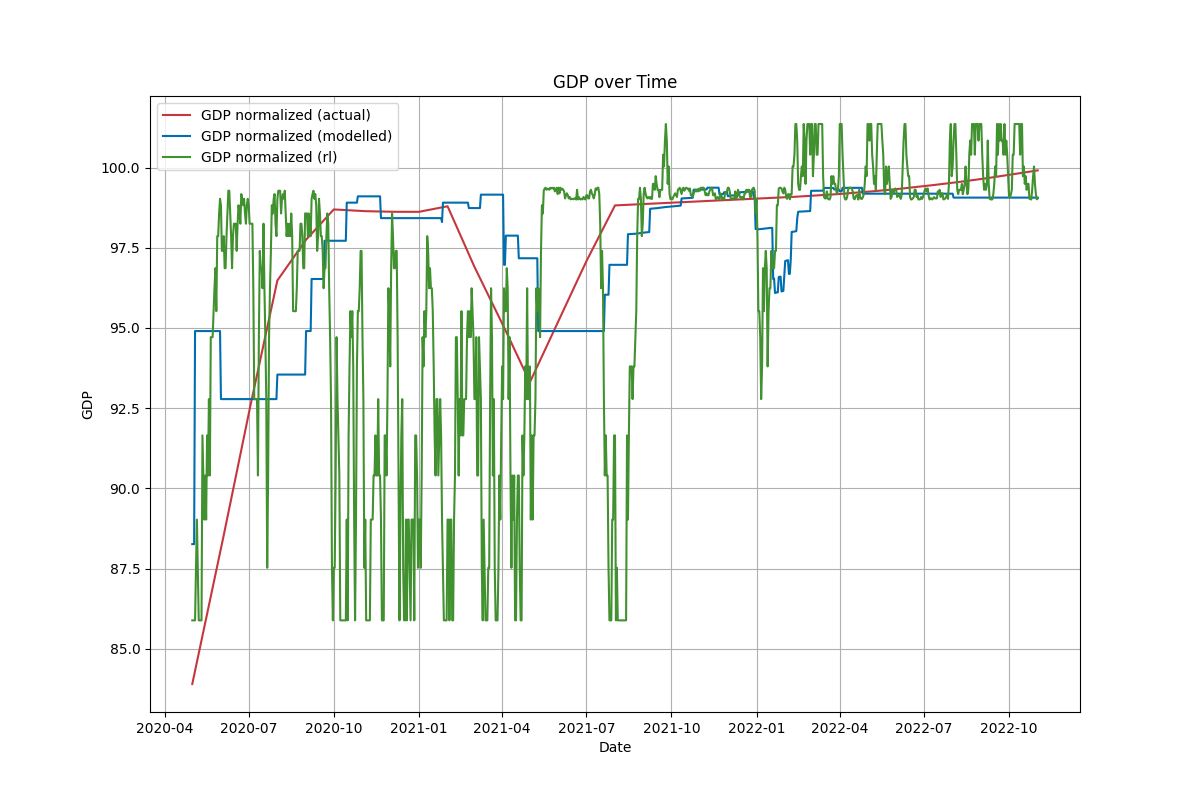 GDP over Time
GDP normalized (actual)
GDP normalized (modelled)
GDP normalized (rl)
100.0
97.5
95.0
92.5
90.0
87.5
85.0
GDP
2020-04 2020-07 2020-10 2021-01 2021-04 2021-07 2021-10 2022-01 2022-04 2022-07 2022-10
Date